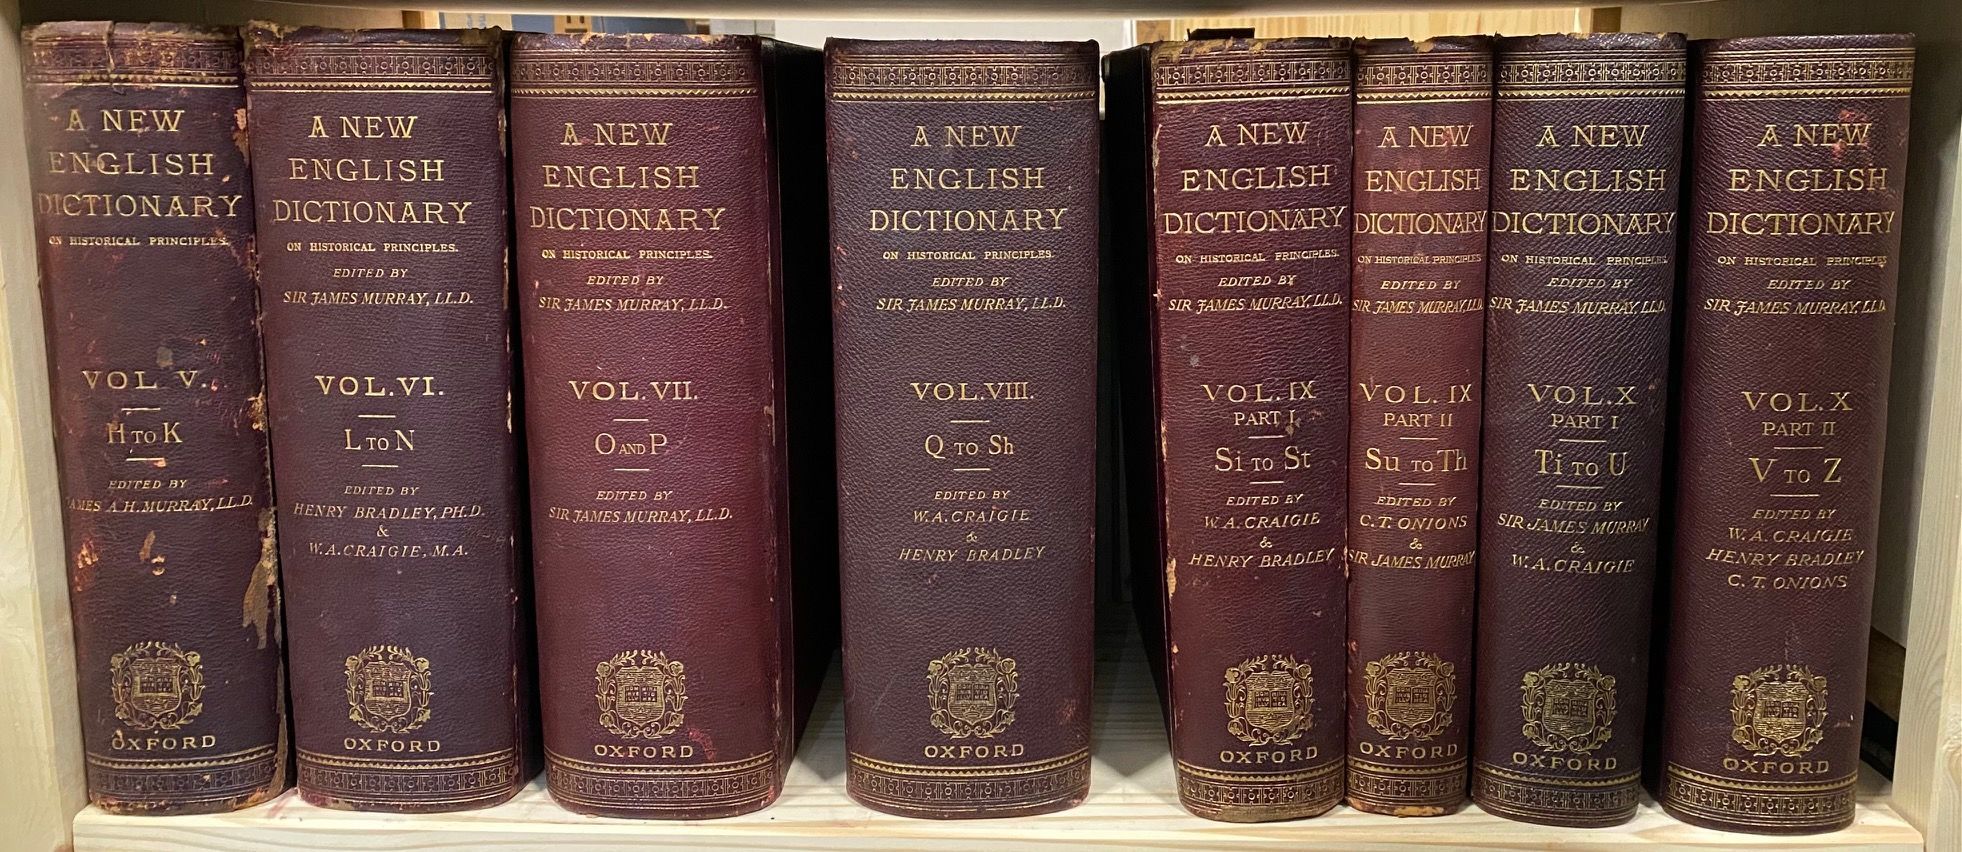 A NEW
ENGLISH
DICTIONARY
ON HISTORICAL PRINCIPLES.
VOL V.
H TO K
EDITED BY
JAMES A.H. MURRAY, LL.D.
OXFORD
A NEW
ENGLISH
DICTIONARY
ON HISTORICAL PRINCIPLES.
EDITED BY
SIR JAMES MURRAY, LL.D.
VOL. VI.
L TO N
EDITED BY
HENRY BRADLEY, PH.D.
&
W.A. CRAIGIE, M.A.
OXFORD
A NEW
ENGLISH
DICTIONARY
ON HISTORICAL PRINCIPLES.
EDITED BY
SIR JAMES MURRAY, LL.D.
VOL. VII.
O AND P.
EDITED BY
SIR JAMES MURRAY, LL.D.
OXFORD
A NEW
ENGLISH
DICTIONARY
ON HISTORICAL PRINCIPLES.
EDITED BY
SIR JAMES MURRAY, LL.D.
VOL. VIII.
Q TO Sh
EDITED BY
W. A. CRAIGIE
&
HENRY BRADLEY
OXFORD
A NEW
ENGLISH
DICTIONARY
ON HISTORICAL PRINCIPLES.
EDITED BY
SIR JAMES MURRAY, LL.D.
VOL. IX
PART I
Si TO St
EDITED BY
W. A. CRAIGIE
&
HENRY BRADLEY
OXFORD
A NEW
ENGLISH
DICTIONARY
ON HISTORICAL PRINCIPLES
EDITED BY
SIR JAMES MURRAY, LL.D.
VOL. IX
PART II
Su TO Th
EDITED BY
C. T. ONIONS
&
SIR JAMES MURRAY
OXFORD
A NEW
ENGLISH
DICTIONARY
ON HISTORICAL PRINCIPLES.
EDITED BY
SIR JAMES MURRAY, LL.D.
VOL. X
PART I
Ti TO U
EDITED BY
SIR JAMES MURRAY
&
W. A. CRAIGIE
OXFORD
A NEW
ENGLISH
DICTIONARY
ON HISTORICAL PRINCIPLES
EDITED BY
SIR JAMES MURRAY, LL.D.
VOL. X
PART II
V TO Z
EDITED BY
W. A. CRAIGIE
HENRY BRADLEY
C. T. ONIONS
OXFORD